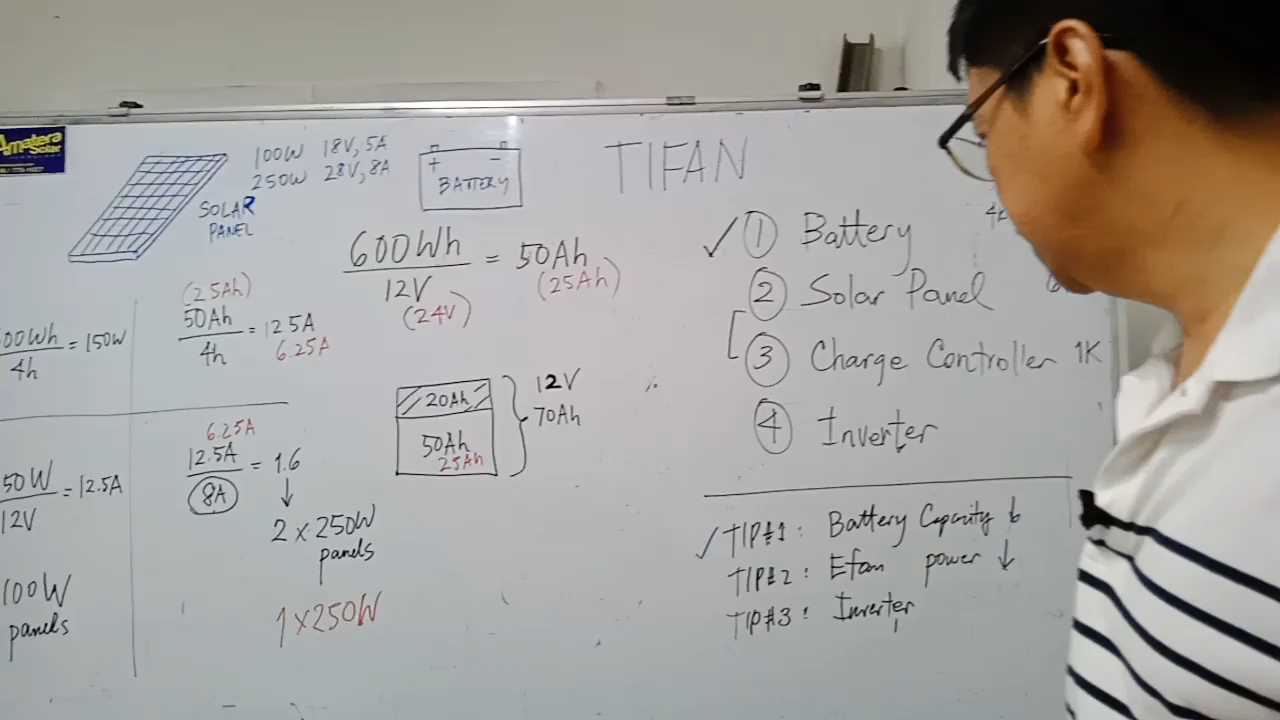 Amatera
Solar
100W 18V, 5A
250W 28V, 8A
SOLAR
PANEL
+ -
BATTERY
TIFAN
600Wh
12V
= 50Ah
(24V)
(25Ah)
00Wh
4h
= 150W
(25Ah)
50Ah
4h
= 12.5A
6.25A
50W
12V
= 12.5A
6.25A
12.5A
8A
= 1.6
↓
2 x 250W
panels
1 x 250W
100W
panels
20Ah
50Ah
25Ah
12V
70Ah
✓ ① Battery
② Solar Panel
③ Charge Controller 1K
④ Inverter
✓ TIP#1: Battery Capacity ↓
TIP#2: Efan power ↓
TIP#3: Inverter